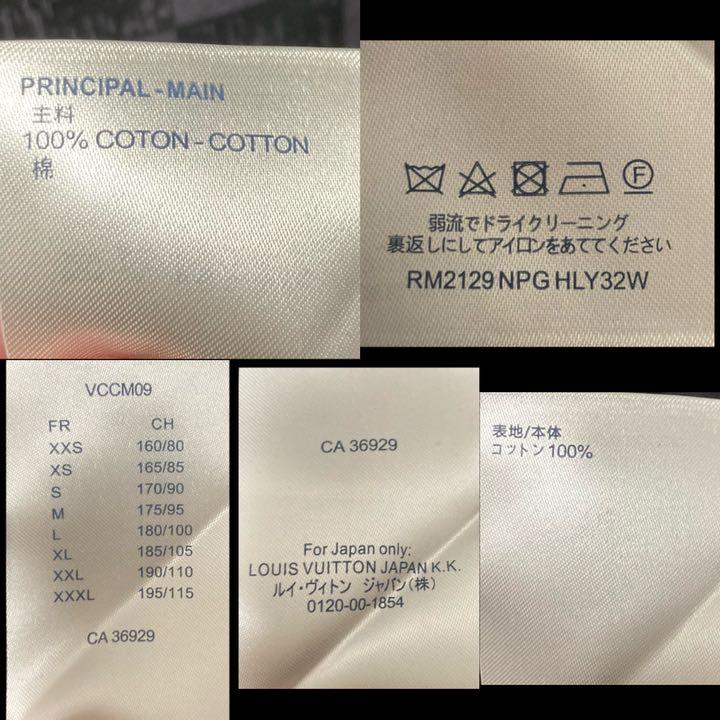 PRINCIPAL - MAIN
主料
100% COTON - COTTON
棉
F
弱流でドライクリーニング
裏返しにしてアイロンをあててください
RM2129 NPG HLY32W
VCCM09
FR CH
XXS 160/80
XS 165/85
S 170/90
M 175/95
L 180/100
XL 185/105
XXL 190/110
XXXL 195/115
CA 36929
CA 36929
For Japan only:
LOUIS VUITTON JAPAN K.K.
ルイ・ヴィトン ジャパン(株)
0120-00-1854
表地/本体
コットン100%